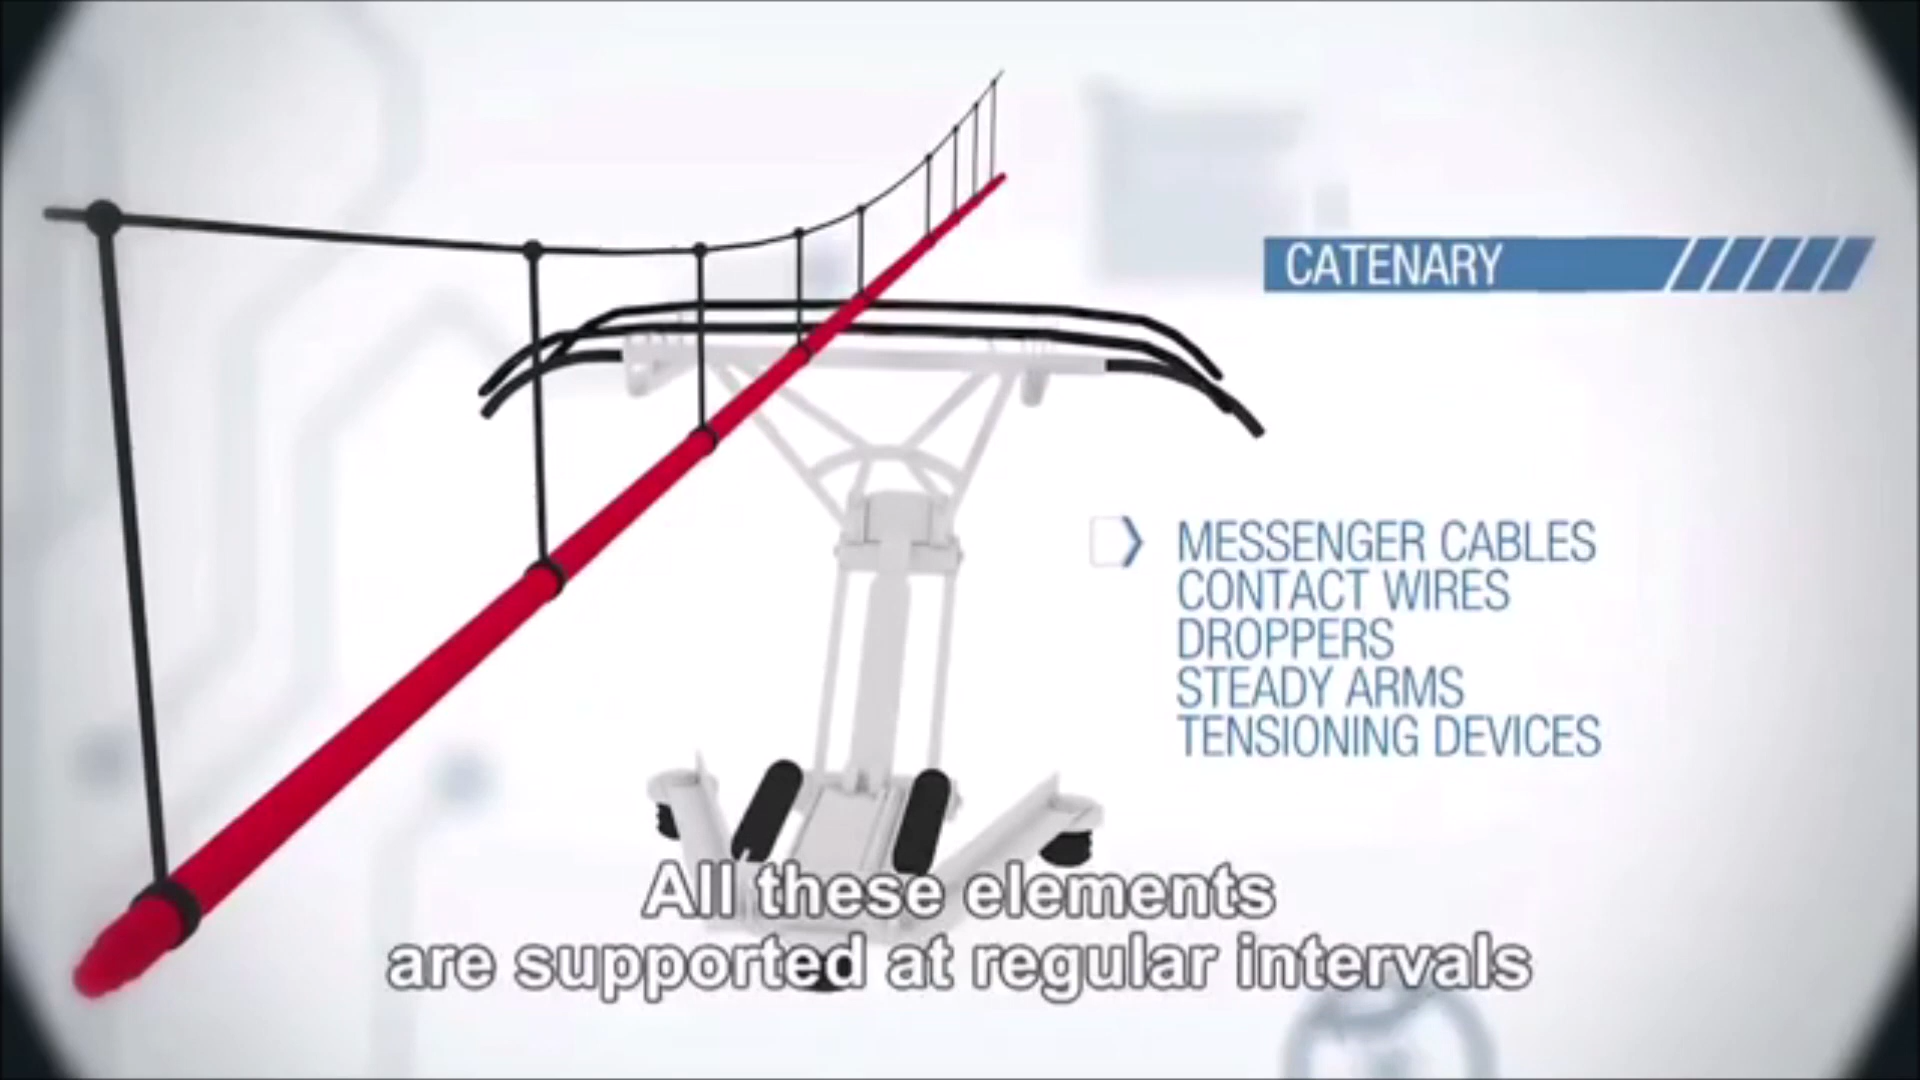 CATENARY
MESSENGER CABLES
CONTACT WIRES
DROPPERS
STEADY ARMS
TENSIONING DEVICES
All these elements
are supported at regular intervals